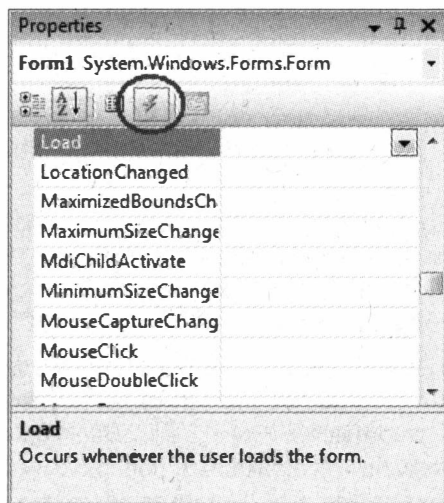 Properties
Form1 System.Windows.Forms.Form
Load
LocationChanged
MaximizedBoundsCh
MaximumSizeChange
MdiChildActivate
MinimumSizeChange
MouseCaptureChang
MouseClick
MouseDoubleClick
Load
Occurs whenever the user loads the form.